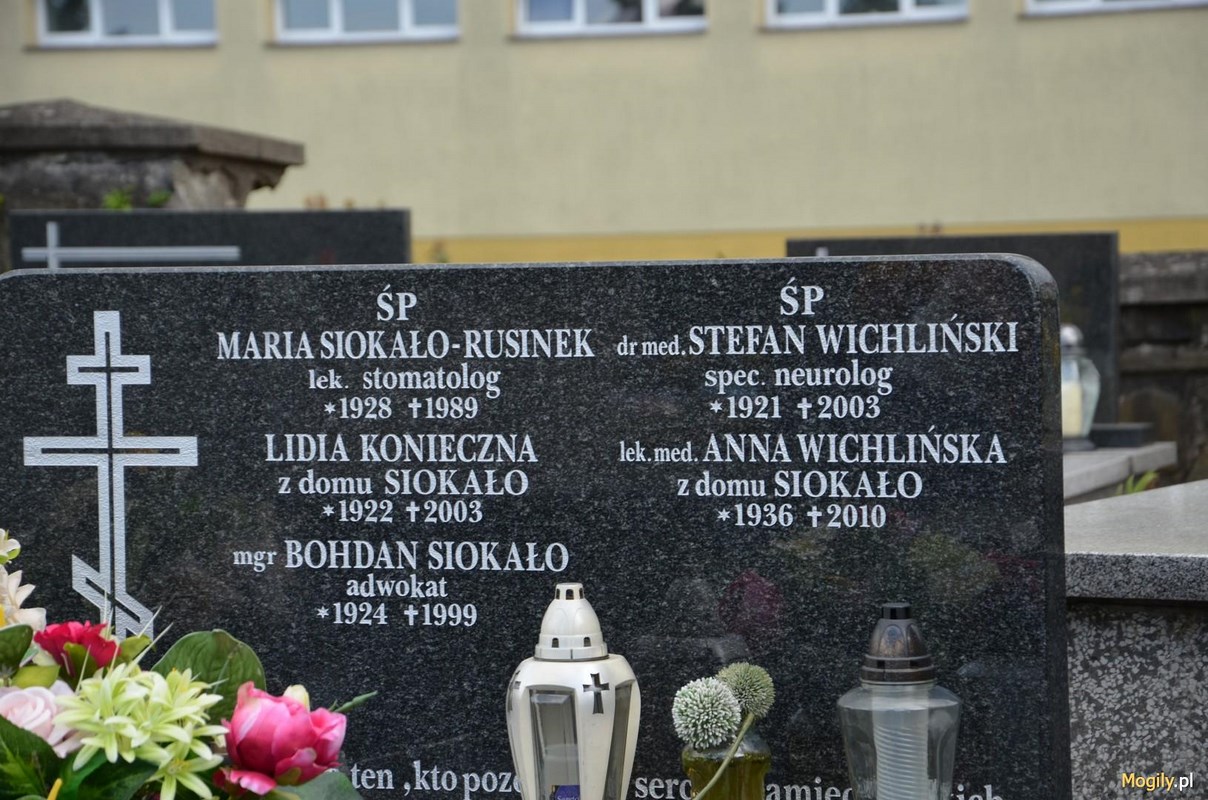 ŚP
MARIA SIOKAŁO-RUSINEK
lek. stomatolog
*1928 †1989
LIDIA KONIECZNA
z domu SIOKAŁO
*1922 †2003
mgr BOHDAN SIOKAŁO
adwokat
*1924 †1999
ŚP
dr med. STEFAN WICHLIŃSKI
spec. neurolog
*1921 †2003
lek. med. ANNA WICHLIŃSKA
z domu SIOKAŁO
*1936 †2010
ten ,kto
Mogily.pl